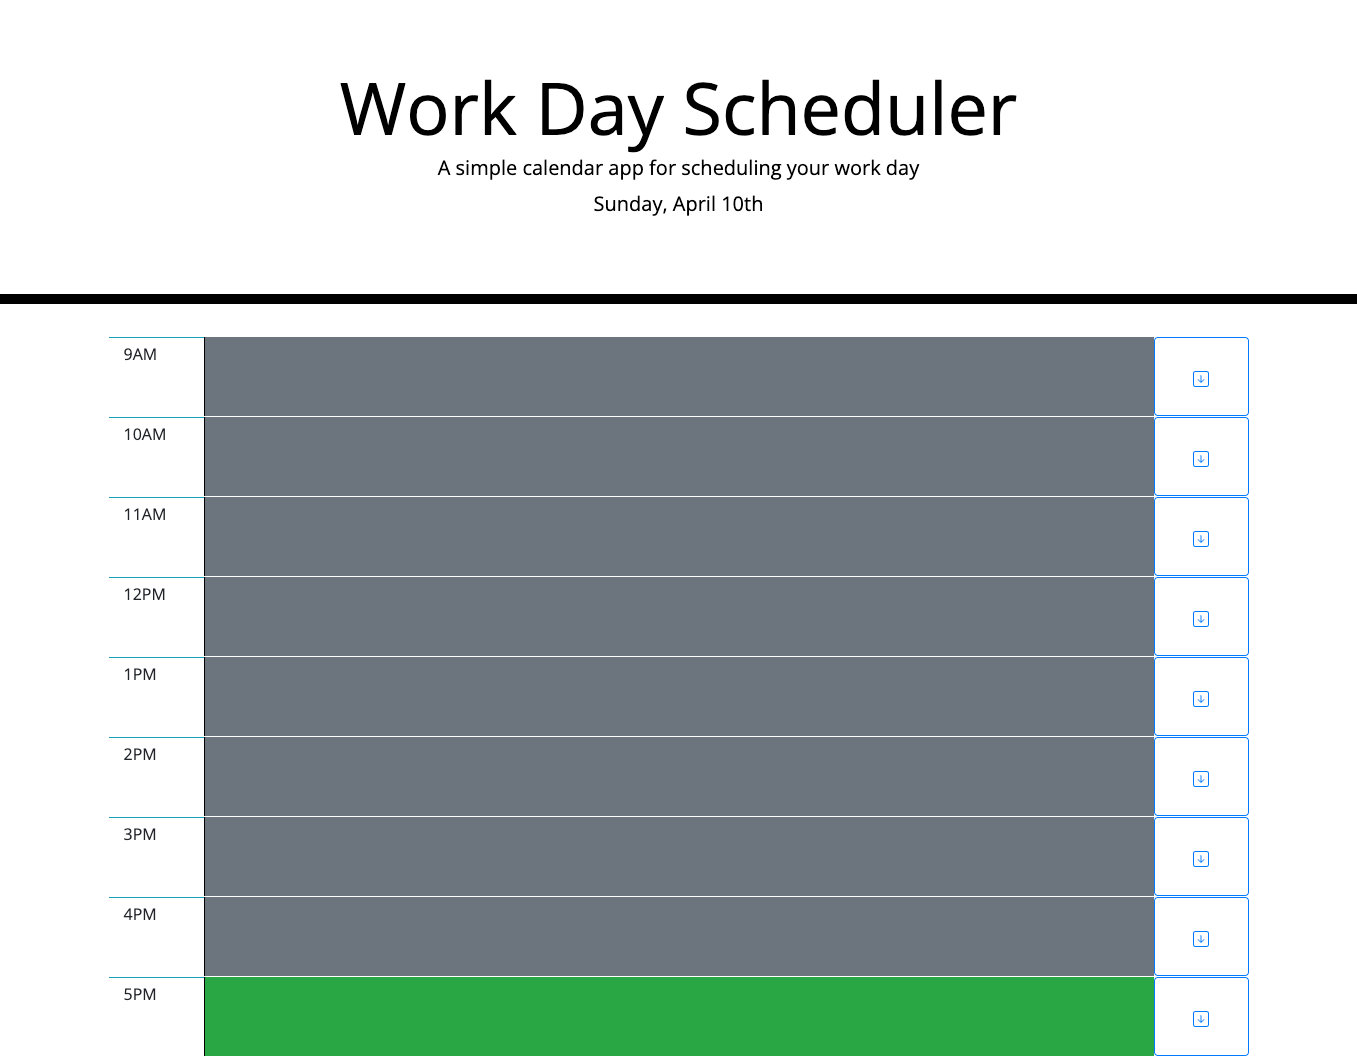 Work Day Scheduler
A simple calendar app for scheduling your work day
Sunday, April 10th
9AM
10AM
11AM
12PM
1PM
2PM
3PM
4PM
5PM